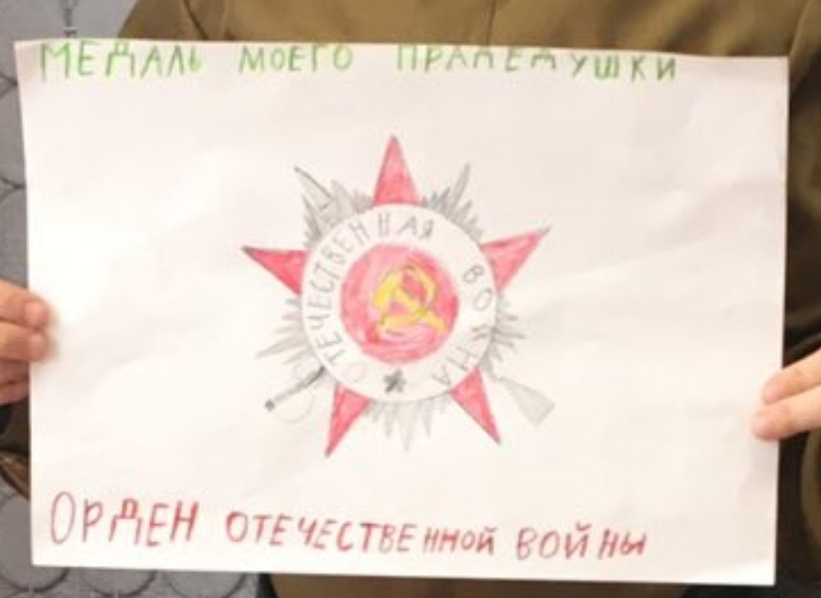 МЕДАЛЬ МОЕГО ПРАДЕДУШКИ
ОТЕЧЕСТВЕННАЯ ВОЙНА
ОРДЕН ОТЕЧЕСТВЕННОЙ ВОЙНЫ